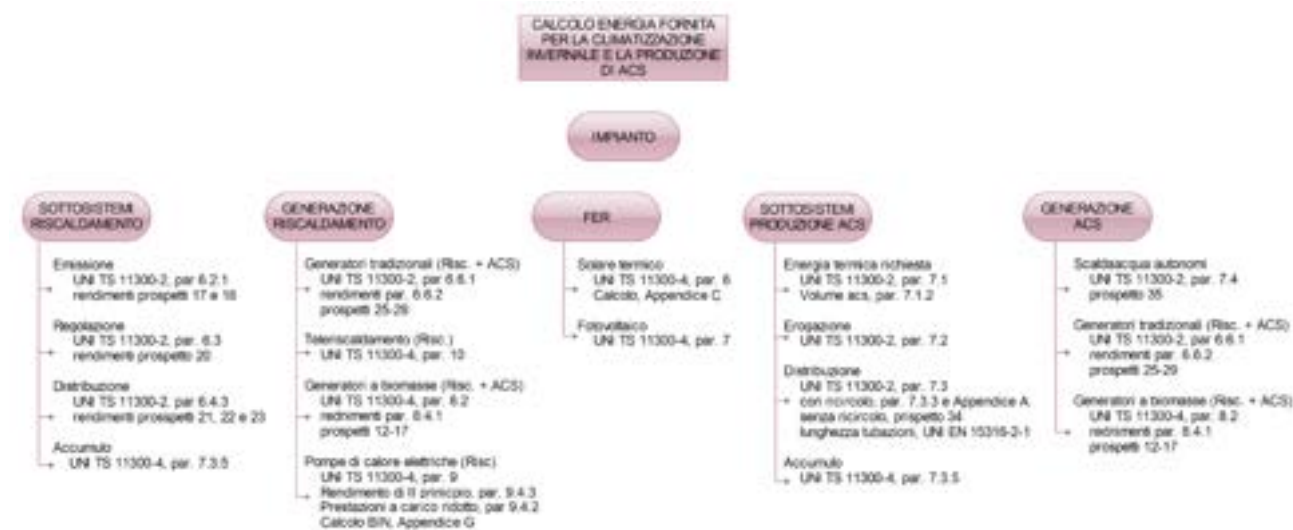 CALCOLO ENERGIA FORNITA
PER LA CLIMATIZZAZIONE
INVERNALE E LA PRODUZIONE
DI ACS
IMPIANTO
SOTTOSISTEMI
RISCALDAMENTO
Emissione
UNI TS 11300-2, par 6.2.1
rendimenti prospetti 17 e 18
Regolazione
UNI TS 11300-2, par. 6.3
rendimenti prospetto 20
Distribuzione
UNI TS 11300-2, par 6.4.3
rendimenti prosspetti 21, 22 e 23
Accumulo
UNI TS 11300-4, par. 7.3.5
GENERAZIONE
RISCALDAMENTO
Generatori tradizionali (Risc. + ACS)
UNI TS 11300-2, par 6.6.1
rendimenti par. 6.6.2
prospetti 25-29
Teleriscaldamento (Risc.)
UNI TS 11300-4, par. 10
Generatori a biomasse (Risc. + ACS)
UNI TS 11300-4, par. 8.2
rednimenti par. 8.4.1
prospetti 12-17
Pompe di calore elettriche (Risc)
UNI TS 11300-4, par. 9
Rendimento di II prinicpio, par. 9.4.3
Prestazioni a carico ridotto, par 9.4.2
Calcolo BIN, Appendice G
FER
Solare termico
UNI TS 11300-4, par. 6
Calcolo, Appendice C
Fotovoltaico
UNI TS 11300-4, par. 7
SOTTOSISTEMI
PRODUZIONE ACS
Energia termica richiesta
UNI TS 11300-2, par. 7.1
Volume acs, par. 7.1.2
Erogazione
UNI TS 11300-2, par. 7.2
Distribuzione
UNI TS 11300-2, par. 7.3
con ricircolo, par. 7.3.3 e Appendice A
senza ricircolo, prispetto 34
lunghezza tubazioni, UNI EN 15316-2-1
Accumulo
UNI TS 11300-4, par. 7.3.5
GENERAZIONE
ACS
Scaldaacqua autonomi
UNI TS 11300-2, par. 7.4
prospetto 35
Generatori tradizionali (Risc. + ACS)
UNI TS 11300-2, par 6.6.1
rendimenti par. 6.6.2
prospetti 25-29
Generatori a biomasse (Risc. + ACS)
UNI TS 11300-4, par. 8.2
rednimenti par. 8.4.1
prospetti 12-17